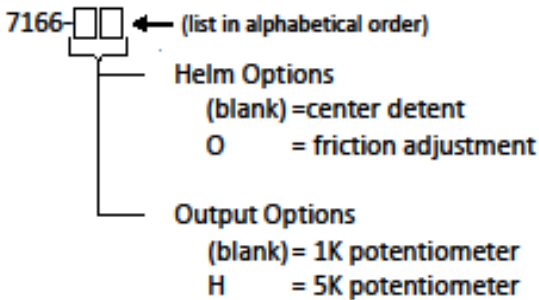 7166-□□ (list in alphabetical order)
Helm Options
(blank) =center detent
O = friction adjustment
Output Options
(blank)= 1K potentiometer
H = 5K potentiometer